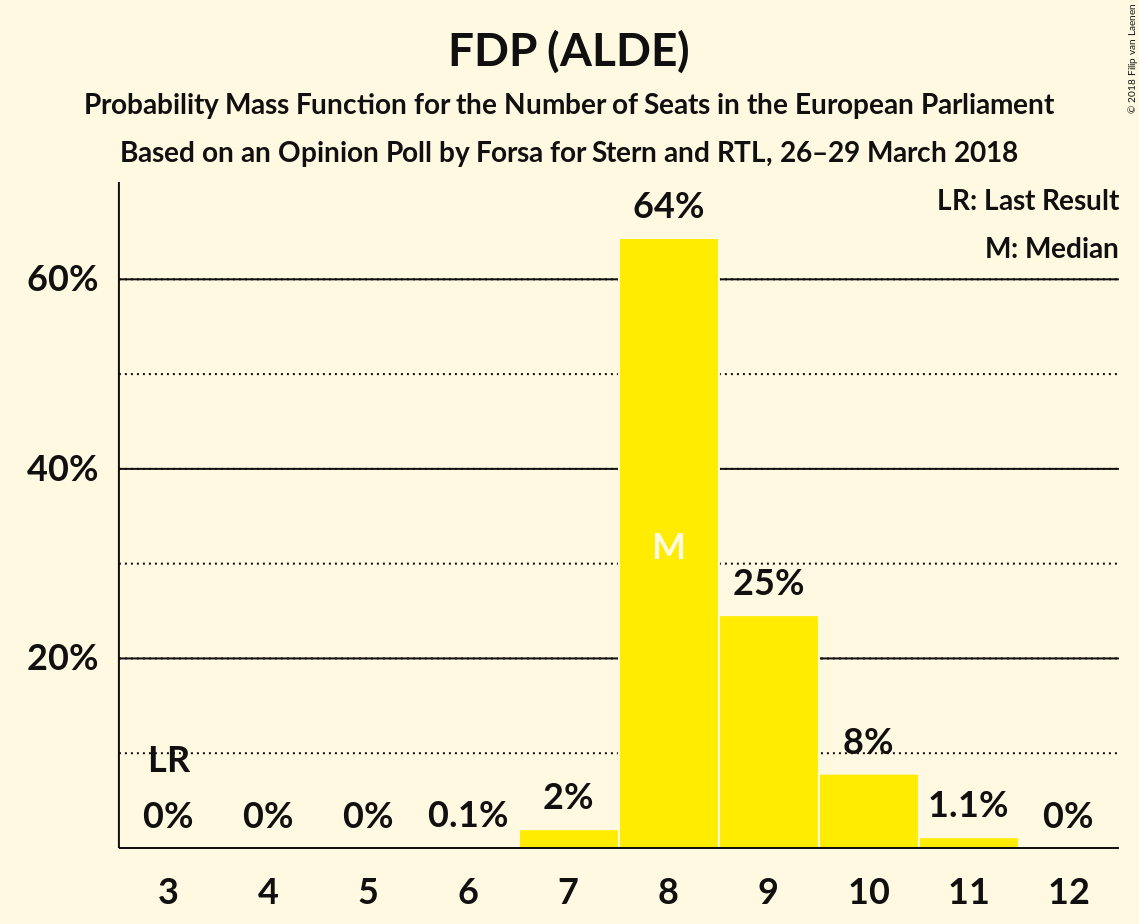 FDP (ALDE)
Probability Mass Function for the Number of Seats in the European Parliament
Based on an Opinion Poll by Forsa for Stern and RTL, 26–29 March 2018
© 2018 Filip van Laenen
LR: Last Result
M: Median
60%
40%
20%
LR
0%
0%
0%
0.1%
2%
64%
M
25%
8%
1.1%
0%
3 4 5 6 7 8 9 10 11 12